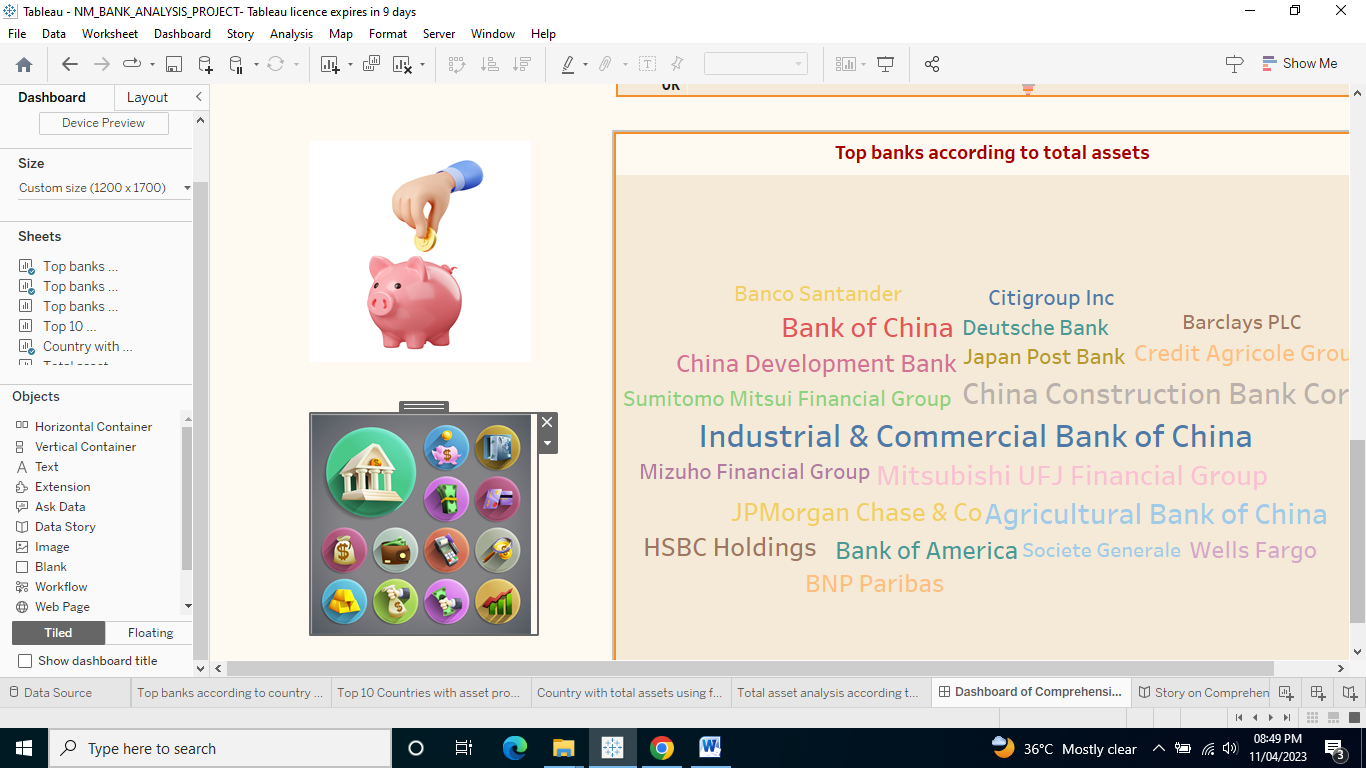 Tableau - NM_BANK_ANALYSIS_PROJECT- Tableau licence expires in 9 days
File Data Worksheet Dashboard Story Analysis Map Format Server Window Help
Show Me
Dashboard Layout
Device Preview
Size
Custom size (1200 x 1700)
Sheets
Top banks ...
Top banks ...
Top banks ...
Top 10 ...
Country with ...
Objects
Horizontal Container
Vertical Container
Text
Extension
Ask Data
Data Story
Image
Blank
Workflow
Web Page
Tiled Floating
Show dashboard title
UK
Top banks according to total assets
Banco Santander Citigroup Inc
Bank of China Deutsche Bank Barclays PLC
China Development Bank Japan Post Bank Credit Agricole Grou
Sumitomo Mitsui Financial Group China Construction Bank Cor
Industrial & Commercial Bank of China
Mizuho Financial Group Mitsubishi UFJ Financial Group
JPMorgan Chase & Co Agricultural Bank of China
HSBC Holdings Bank of America Societe Generale Wells Fargo
BNP Paribas
Data Source Top banks according to country ... Top 10 Countries with asset pro... Country with total assets using f... Total asset analysis according t... Dashboard of Comprehensi... Story on Comprehen
Type here to search
36°C Mostly clear
08:49 PM
11/04/2023
3